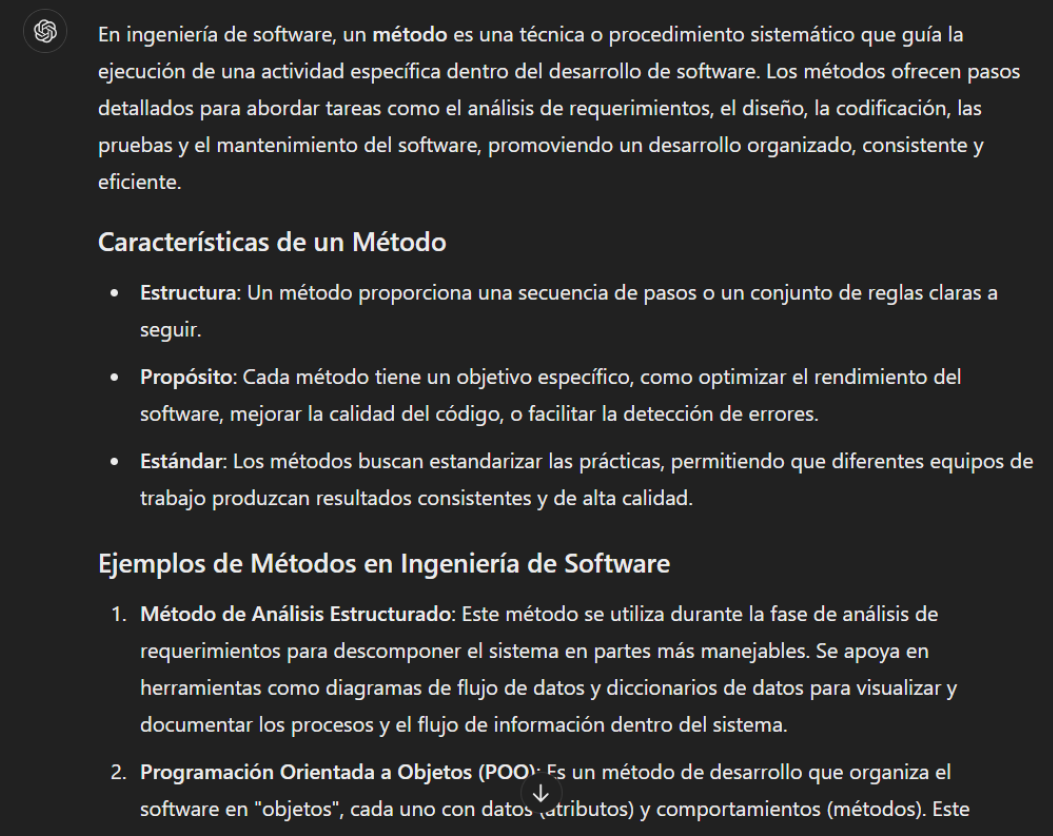 En ingeniería de software, un método es una técnica o procedimiento sistemático que guía la
ejecución de una actividad específica dentro del desarrollo de software. Los métodos ofrecen pasos
detallados para abordar tareas como el análisis de requerimientos, el diseño, la codificación, las
pruebas y el mantenimiento del software, promoviendo un desarrollo organizado, consistente y
eficiente.
Características de un Método
• Estructura: Un método proporciona una secuencia de pasos o un conjunto de reglas claras a
seguir.
• Propósito: Cada método tiene un objetivo específico, como optimizar el rendimiento del
software, mejorar la calidad del código, o facilitar la detección de errores.
• Estándar: Los métodos buscan estandarizar las prácticas, permitiendo que diferentes equipos de
trabajo produzcan resultados consistentes y de alta calidad.
Ejemplos de Métodos en Ingeniería de Software
1. Método de Análisis Estructurado: Este método se utiliza durante la fase de análisis de
requerimientos para descomponer el sistema en partes más manejables. Se apoya en
herramientas como diagramas de flujo de datos y diccionarios de datos para visualizar y
documentar los procesos y el flujo de información dentro del sistema.
2. Programación Orientada a Objetos (POO): Es un método de desarrollo que organiza el
software en "objetos", cada uno con datos (atributos) y comportamientos (métodos). Este